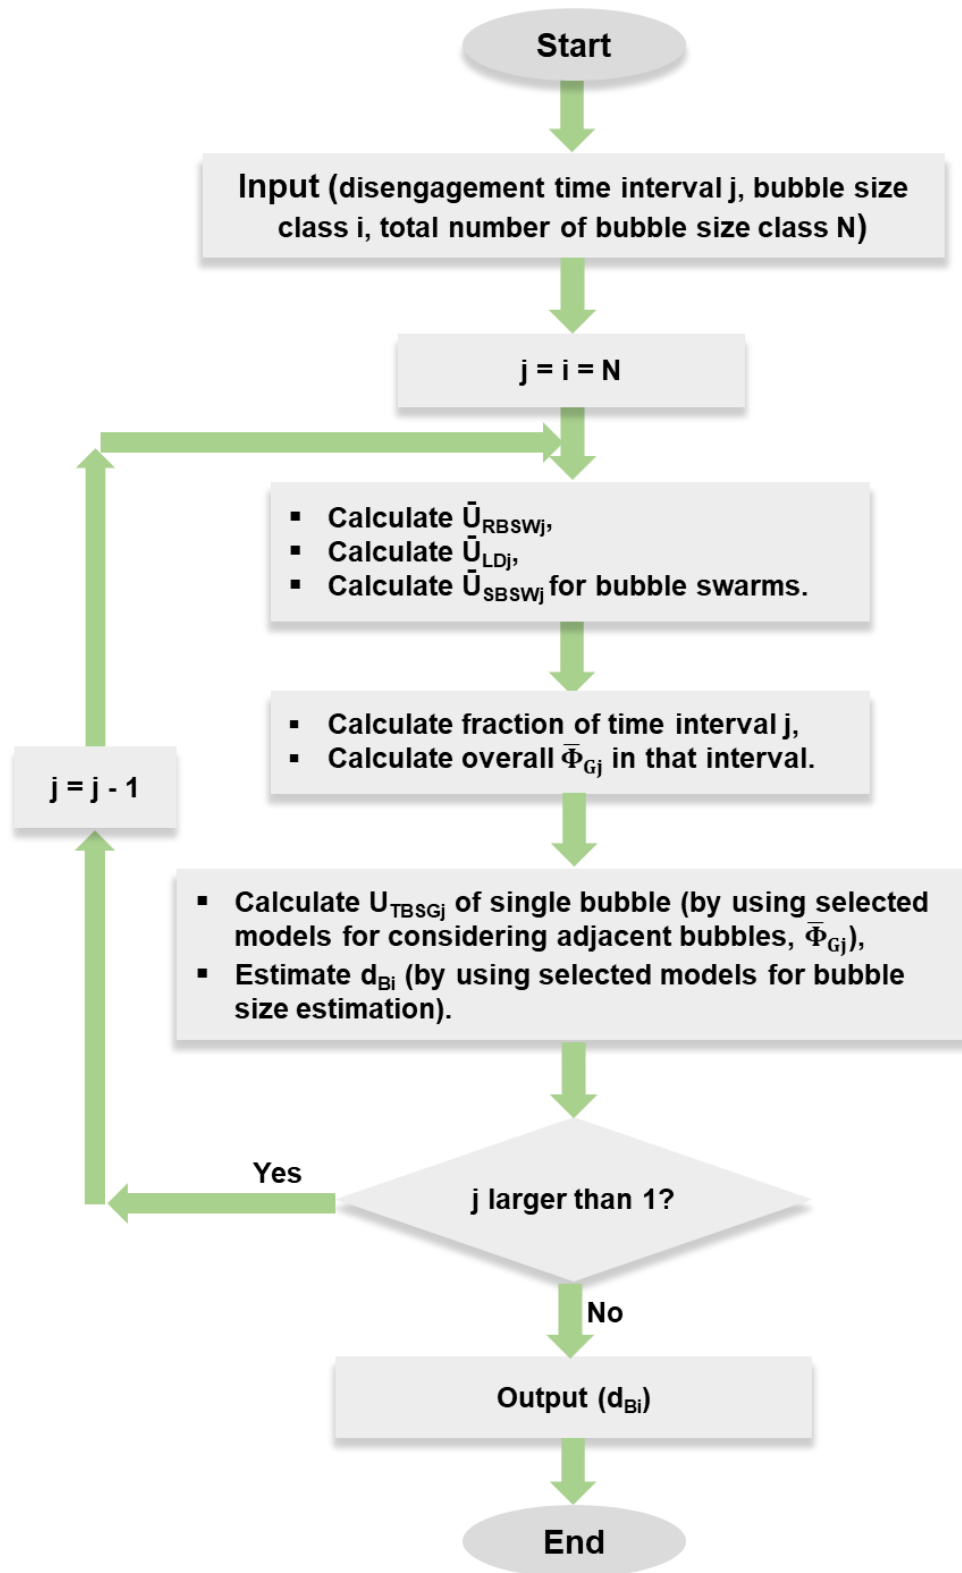 Start
Input (disengagement time interval j, bubble size
class i, total number of bubble size class N)
j = i = N
▪ Calculate ŪRBSWj,
▪ Calculate ŪLDj,
▪ Calculate ŪSBSWj for bubble swarms.
▪ Calculate fraction of time interval j,
▪ Calculate overall Φ̄Gj in that interval.
j = j - 1
▪ Calculate UTBSGj of single bubble (by using selected
models for considering adjacent bubbles, Φ̄Gj),
▪ Estimate dBi (by using selected models for bubble
size estimation).
Yes
j larger than 1?
No
Output (dBi)
End